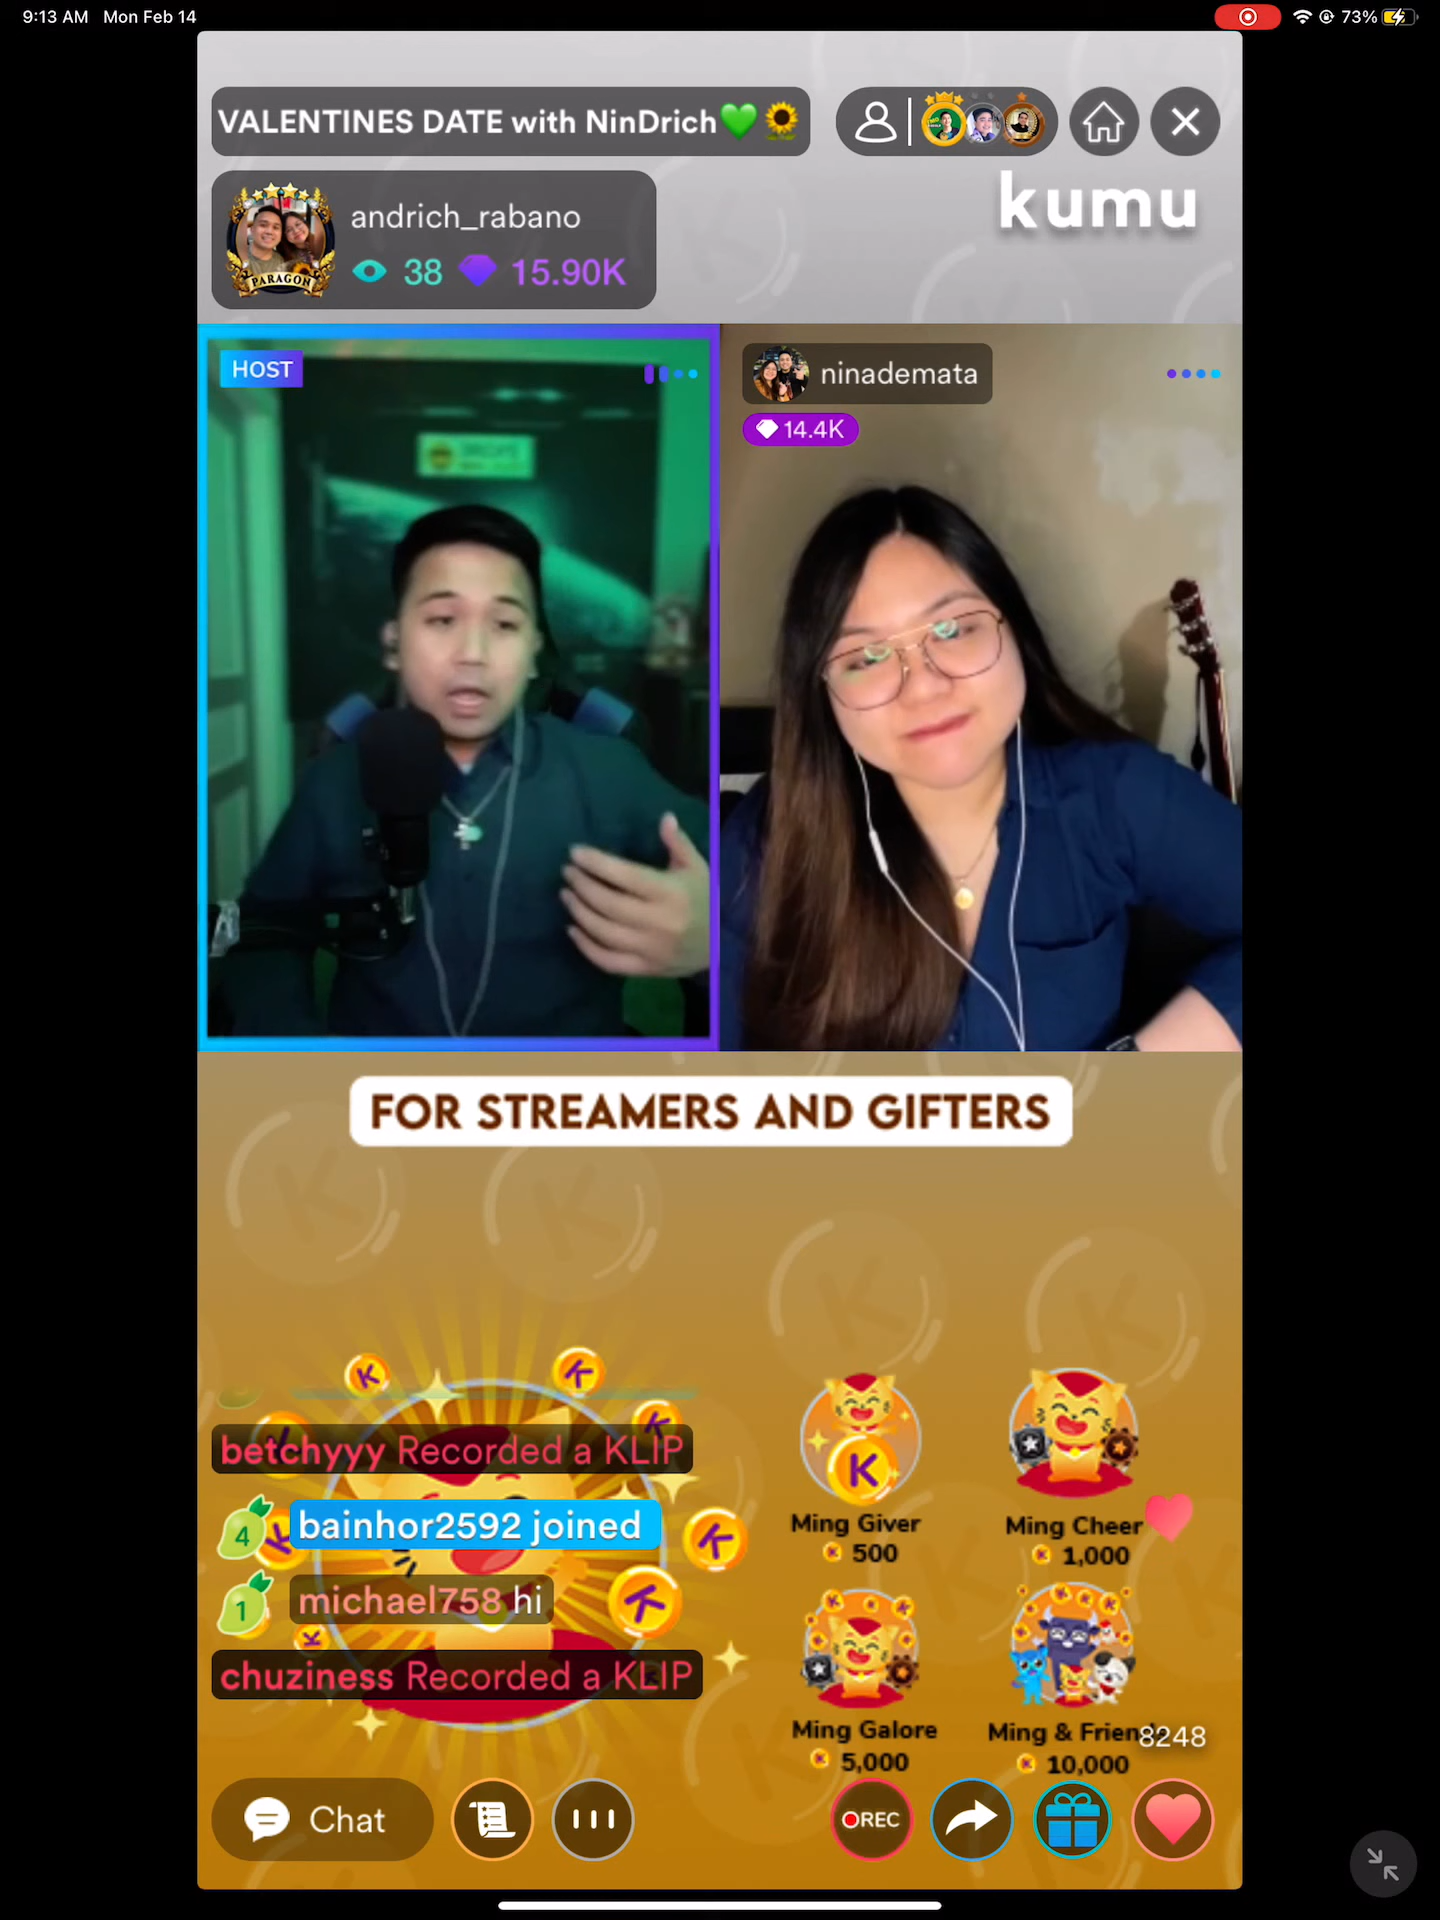 9:13 AM Mon Feb 14
73%
VALENTINES DATE with NinDrich💚🌻
andrich_rabano
PARAGON
38 15.90K
kumu
HOST
ninademata
14.4K
FOR STREAMERS AND GIFTERS
betchyyy Recorded a KLIP
4 bainhor2592 joined
1 michael758 hi
chuziness Recorded a KLIP
Ming Giver
500
Ming Cheer
1,000
Ming Galore
5,000
Ming & Friends
10,000
8248
Chat
REC